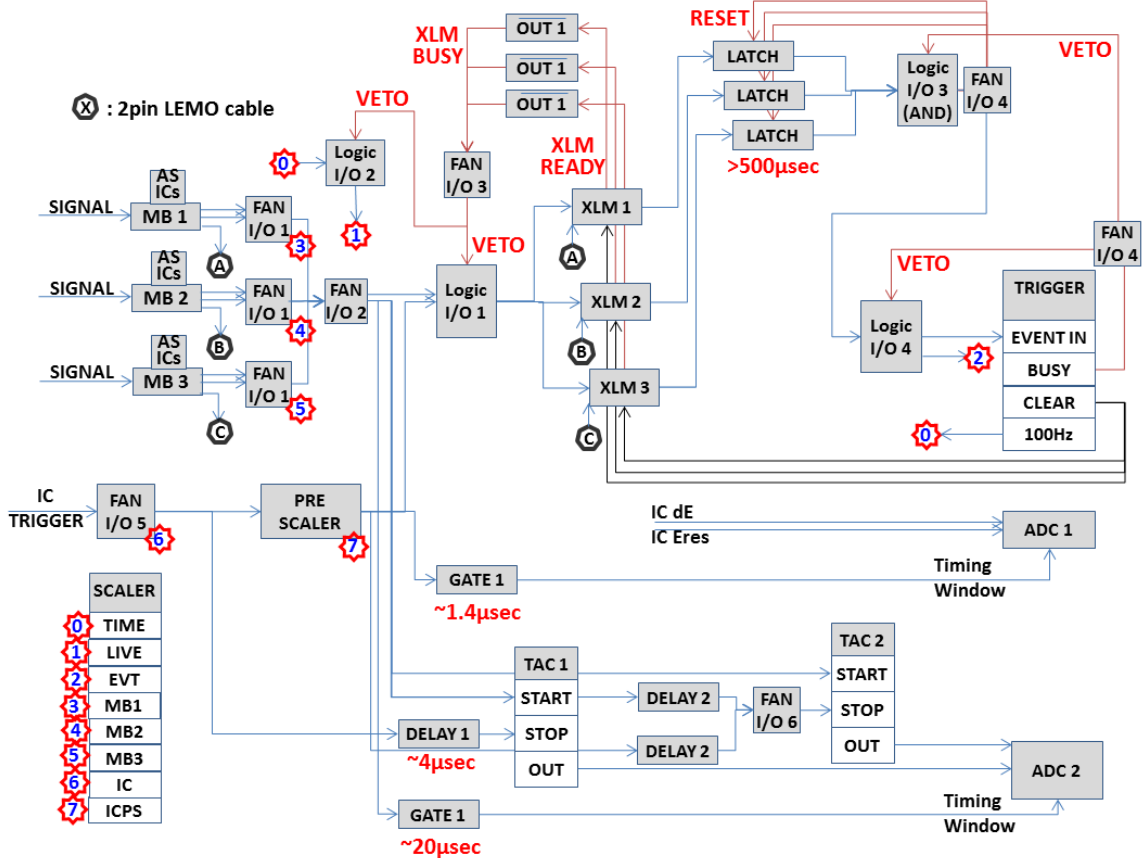 RESET
XLM
BUSY
OUT 1
OUT 1
OUT 1
LATCH
LATCH
LATCH
>500µsec
Logic
I/O 3
(AND)
FAN
I/O 4
VETO
X : 2pin LEMO cable
VETO
0
Logic
I/O 2
1
FAN
I/O 3
XLM
READY
VETO
SIGNAL
AS
ICs
MB 1
A
FAN
I/O 1
3
SIGNAL
AS
ICs
MB 2
B
FAN
I/O 1
4
SIGNAL
AS
ICs
MB 3
C
FAN
I/O 1
5
FAN
I/O 2
Logic
I/O 1
XLM 1
A
XLM 2
B
XLM 3
C
VETO
FAN
I/O 4
Logic
I/O 4
2
TRIGGER
EVENT IN
BUSY
CLEAR
100Hz
0
IC
TRIGGER
FAN
I/O 5
6
PRE
SCALER
7
IC dE
IC Eres
ADC 1
Timing
Window
GATE 1
~1.4µsec
SCALER
0 TIME
1 LIVE
2 EVT
3 MB1
4 MB2
5 MB3
6 IC
7 ICPS
TAC 1
START
STOP
OUT
DELAY 1
~4µsec
DELAY 2
DELAY 2
FAN
I/O 6
TAC 2
START
STOP
OUT
ADC 2
GATE 1
~20µsec
Timing
Window